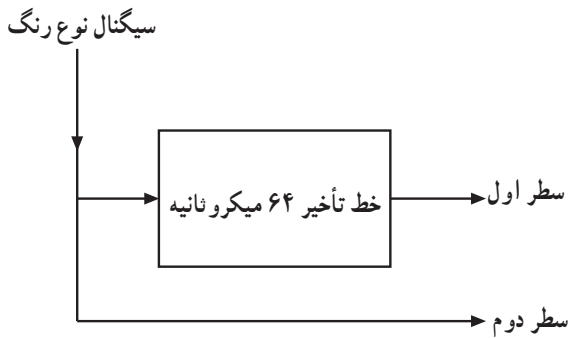 سیگنال نوع رنگ
خط تأخیر ۶۴ میکروثانیه
سطر اول
سطر دوم